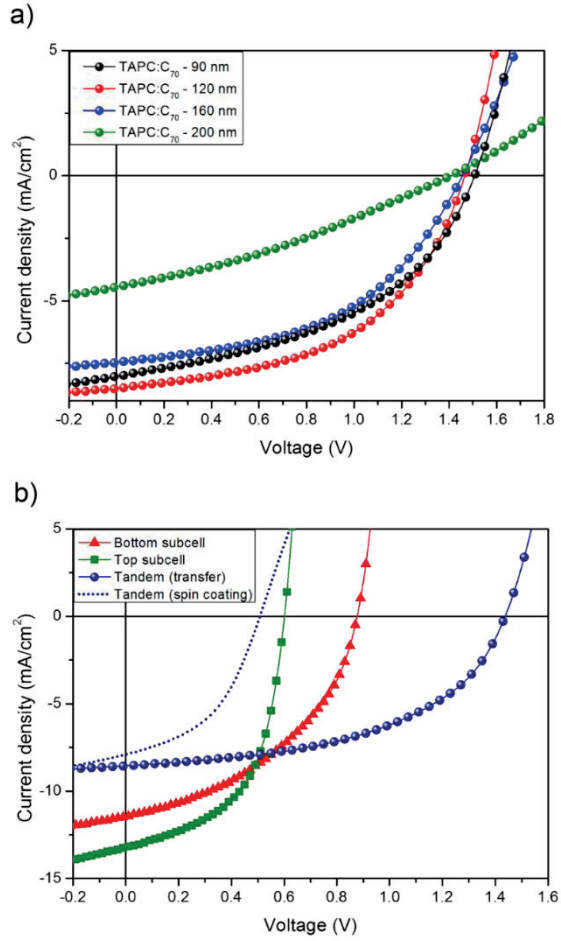 a)
TAPC:C₇₀ - 90 nm
TAPC:C₇₀ - 120 nm
TAPC:C₇₀ - 160 nm
TAPC:C₇₀ - 200 nm
5
0
-5
Current density (mA/cm²)
-0.2 0.0 0.2 0.4 0.6 0.8 1.0 1.2 1.4 1.6 1.8
Voltage (V)
b)
Bottom subcell
Top subcell
Tandem (transfer)
Tandem (spin coating)
5
0
-5
-10
-15
Current density (mA/cm²)
-0.2 0.0 0.2 0.4 0.6 0.8 1.0 1.2 1.4 1.6
Voltage (V)